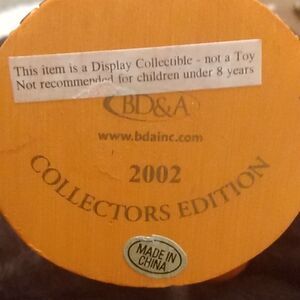 This item is a Display Collectible - not a Toy
Not recommended for children under 8 years
BD&A
www.bdainc.com
2002
COLLECTORS EDITION
MADE IN
CHINA